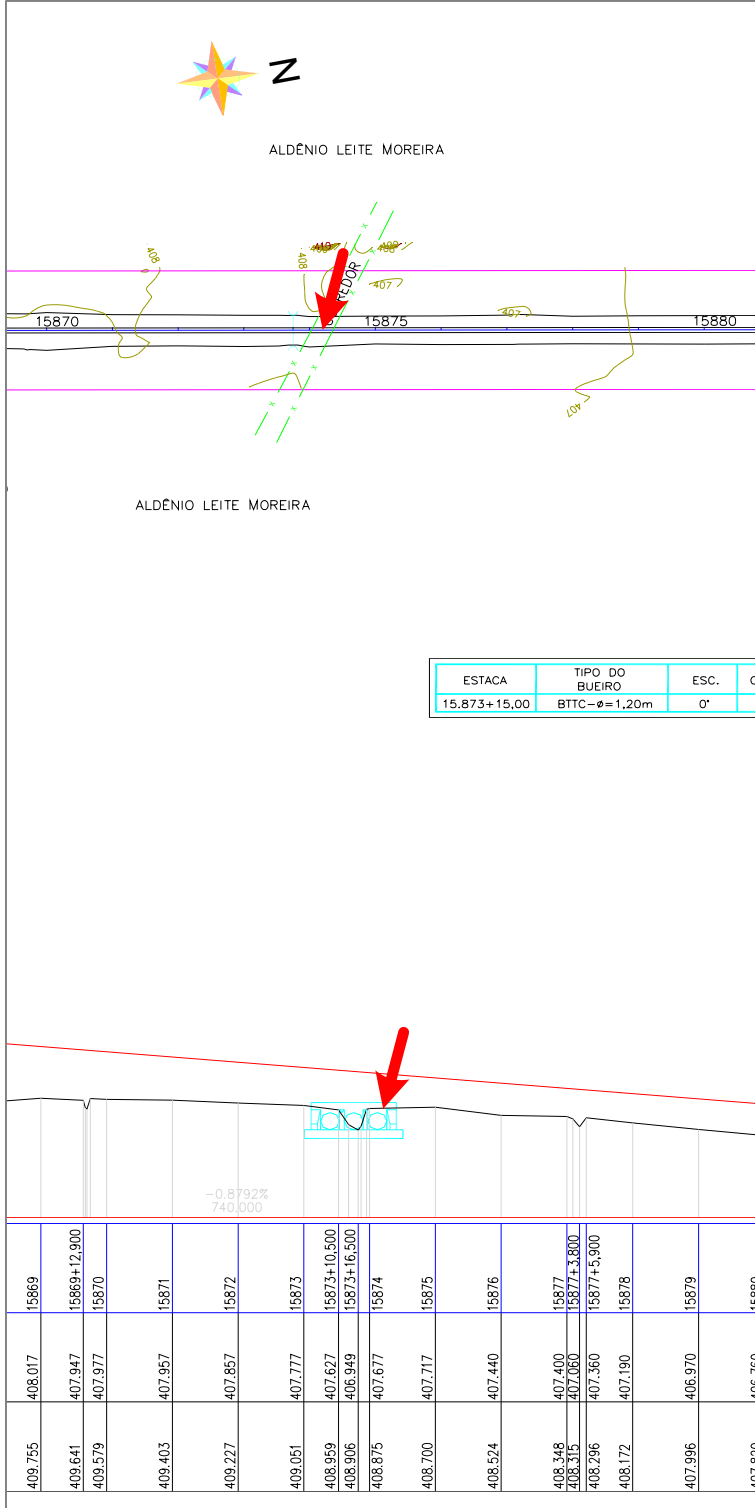 N
ALDÊNIO LEITE MOREIRA
408
408
407
407
REDOR
15870
15875
15880
407
ALDÊNIO LEITE MOREIRA
ESTACA TIPO DO BUEIRO ESC.
15.873+15,00 BTTC-ø=1,20m 0°
-0.8792%
740.000
15869 15869+12,900 15870 15871 15872 15873 15873+10,500 15873+16,500 15874 15875 15876 15877 15877+3,800 15877+5,900 15878 15879 15880
408.017 407.947 407.977 407.957 407.857 407.777 407.627 406.949 407.677 407.717 407.440 407.400 407.060 407.360 407.190 406.970
409.755 409.641 409.579 409.403 409.227 409.051 408.959 408.906 408.875 408.700 408.524 408.348 408.315 408.296 408.172 407.996